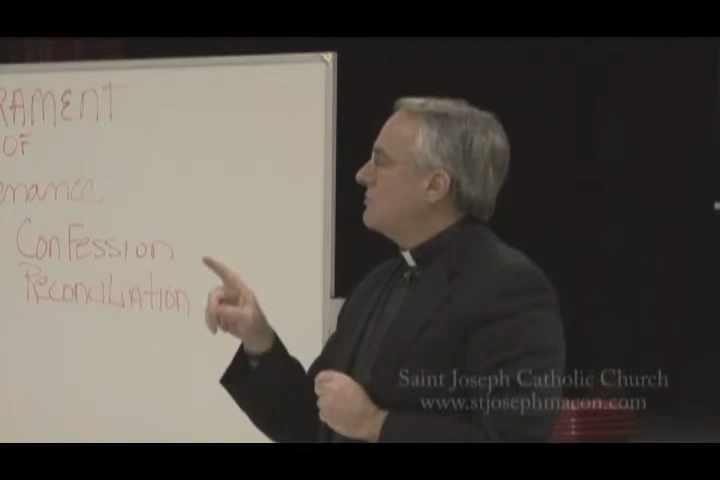 RAMENT
OF
enance
Confession
Reconciliation
Saint Joseph Catholic Church
www.stjosephmacon.com